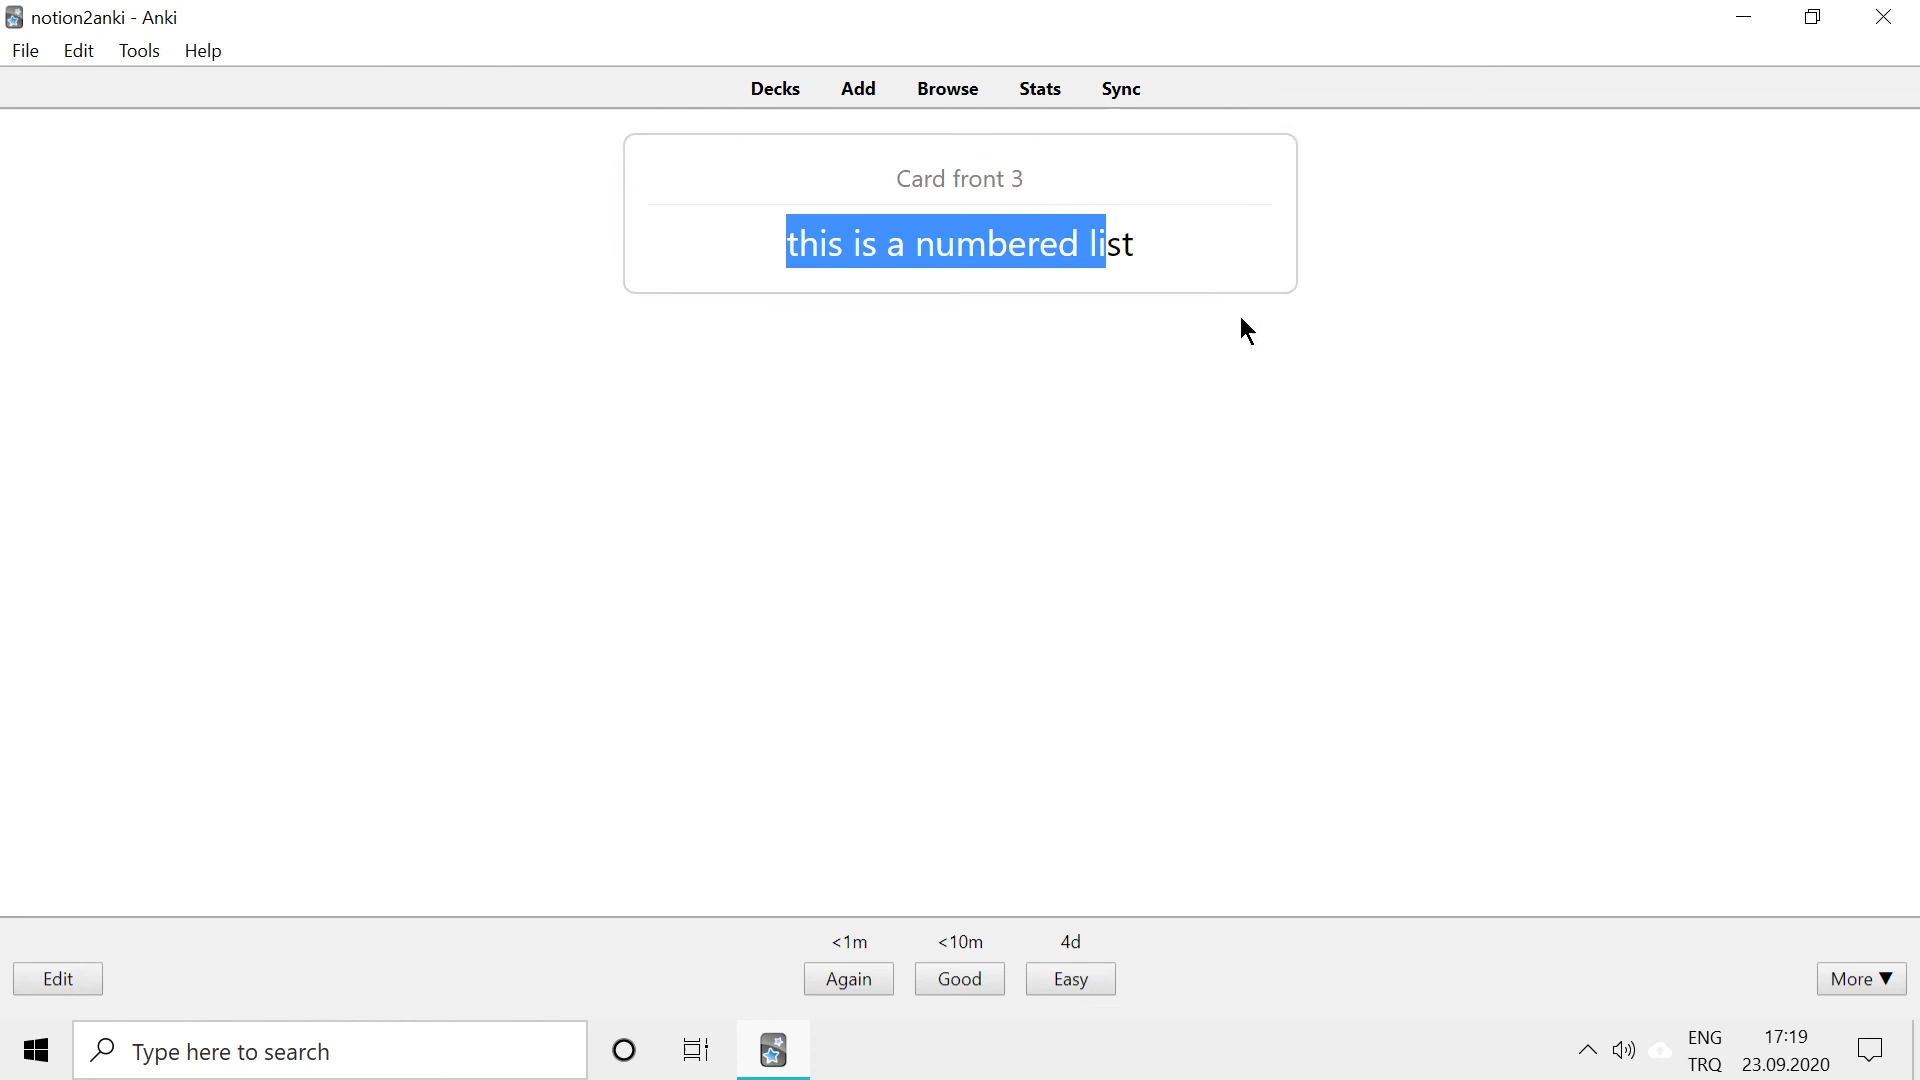 notion2anki - Anki
File Edit Tools Help
Decks Add Browse Stats Sync
Card front 3
this is a numbered list
<1m <10m 4d
Edit Again Good Easy More ▼
Type here to search
ENG 17:19
TRQ 23.09.2020